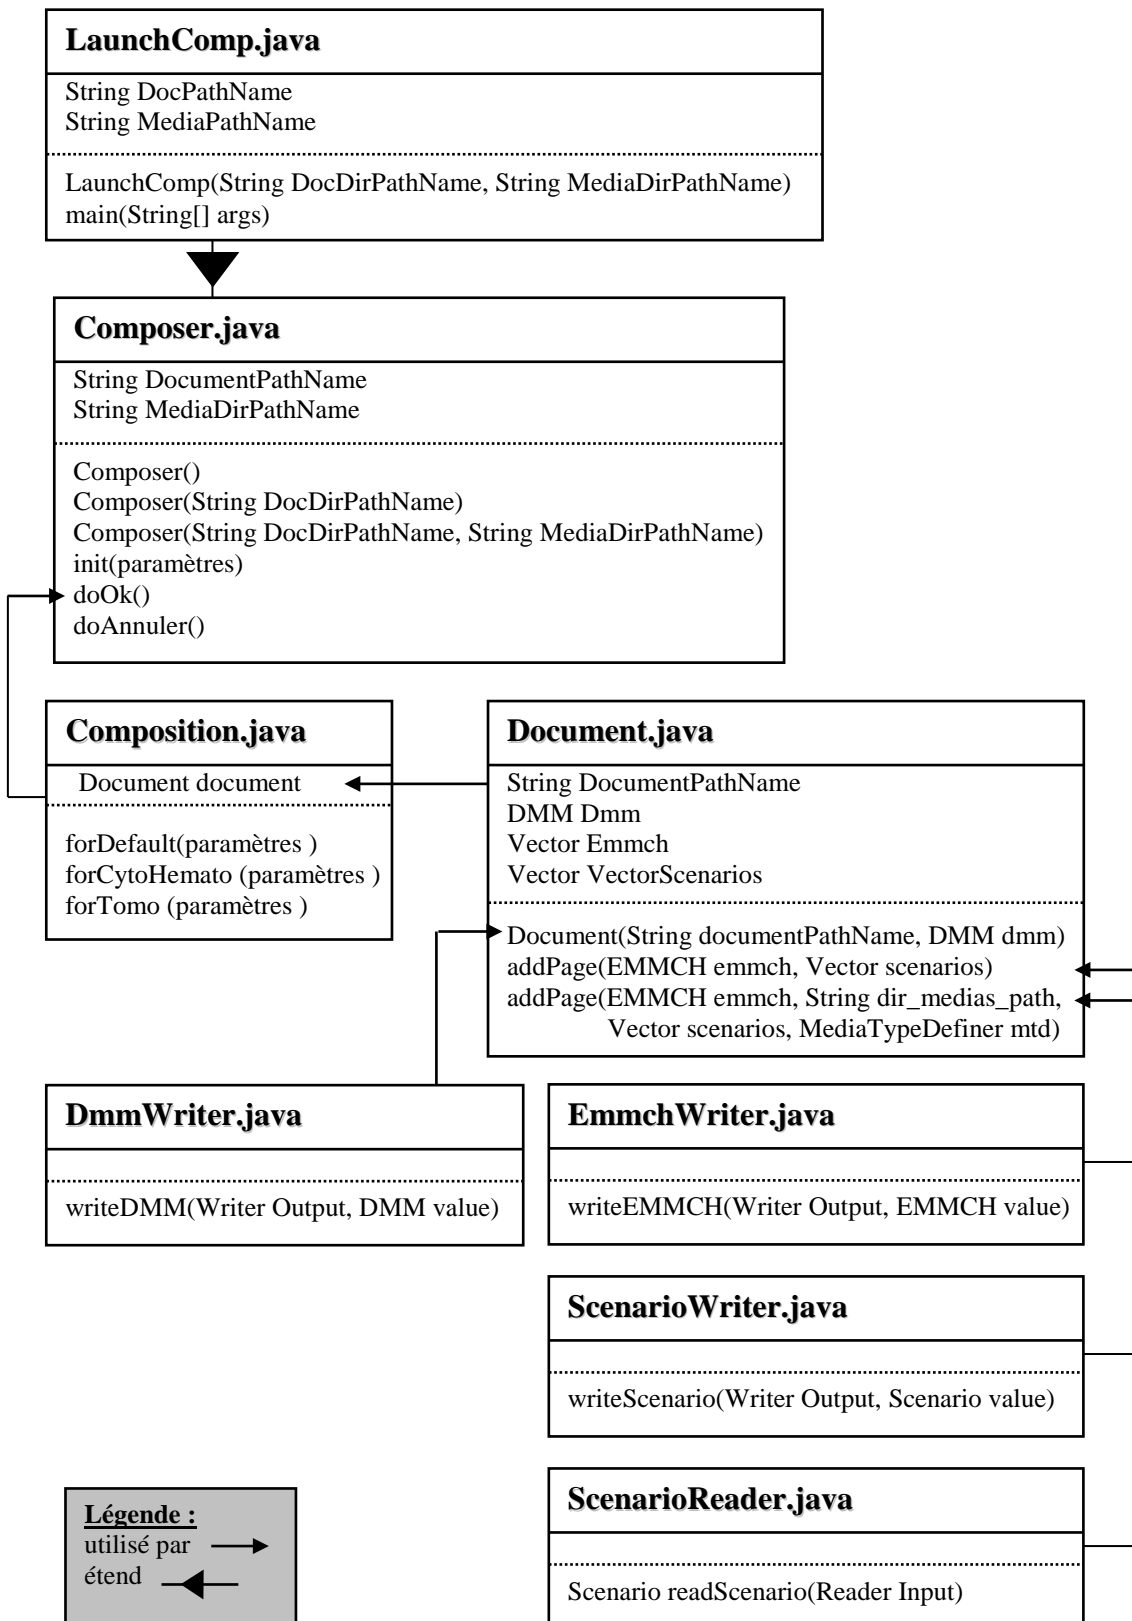 LaunchComp.java
String DocPathName
String MediaPathName
LaunchComp(String DocDirPathName, String MediaDirPathName)
main(String[] args)
Composer.java
String DocumentPathName
String MediaDirPathName
Composer()
Composer(String DocDirPathName)
Composer(String DocDirPathName, String MediaDirPathName)
init(paramètres)
doOk()
doAnnuler()
Composition.java
Document document
forDefault(paramètres )
forCytoHemato (paramètres )
forTomo (paramètres )
Document.java
String DocumentPathName
DMM Dmm
Vector Emmch
Vector VectorScenarios
Document(String documentPathName, DMM dmm)
addPage(EMMCH emmch, Vector scenarios)
addPage(EMMCH emmch, String dir_medias_path,
Vector scenarios, MediaTypeDefiner mtd)
DmmWriter.java
writeDMM(Writer Output, DMM value)
EmmchWriter.java
writeEMMCH(Writer Output, EMMCH value)
ScenarioWriter.java
writeScenario(Writer Output, Scenario value)
ScenarioReader.java
Scenario readScenario(Reader Input)
Légende :
utilisé par
étend